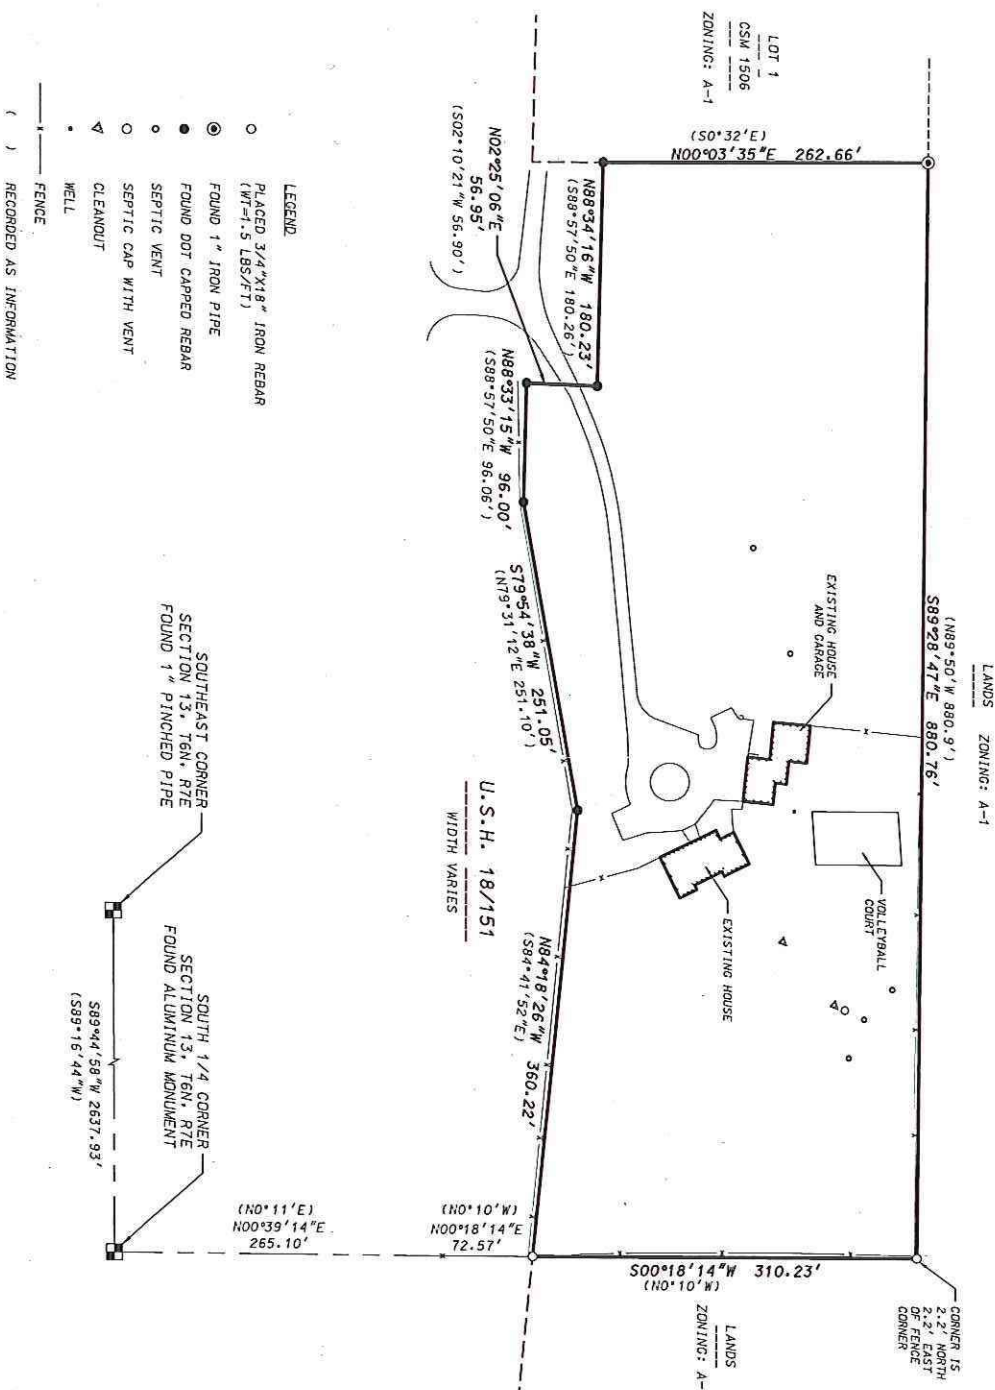 LANDS ZONING: A-1
(N89°50'W 880.9')
S89°28'47"E 880.76'
LOT 1
CSM 1506
ZONING: A-1
(S0°32'E)
N00°03'35"E 262.66'
N88°34'16"W 180.23'
(S88°57'50"E 180.26')
N02°25'06"E
56.95'
(S02°10'21"W 56.90')
N88°33'15"W 96.00'
(S88°57'50"E 96.06')
S79°54'38"W 251.05'
(N79°31'12"E 251.10')
N84°18'26"W 360.22'
(S84°41'52"E)
EXISTING HOUSE
AND GARAGE
VOLLEYBALL
COURT
EXISTING HOUSE
CORNER IS
2.2' NORTH
2.2' EAST
OF FENCE
CORNER
S00°18'14"W 310.23'
(N0°10'W)
LANDS
ZONING: A-
U.S.H. 18/151
WIDTH VARIES
(N0°10'W)
N00°18'14"E
72.57'
(N0°11'E)
N00°39'14"E
265.10'
SOUTHEAST CORNER
SECTION 13, T6N, R7E
FOUND 1" PINCHED PIPE
SOUTH 1/4 CORNER
SECTION 13, T6N, R7E
FOUND ALUMINUM MONUMENT
S89°44'58"W 2637.93'
(S89°16'44"W)
LEGEND
PLACED 3/4"X18" IRON REBAR
(WT=1.5 LBS/FT)
FOUND 1" IRON PIPE
FOUND DOT CAPPED REBAR
SEPTIC VENT
SEPTIC CAP WITH VENT
CLEANOUT
WELL
FENCE
( ) RECORDED AS INFORMATION